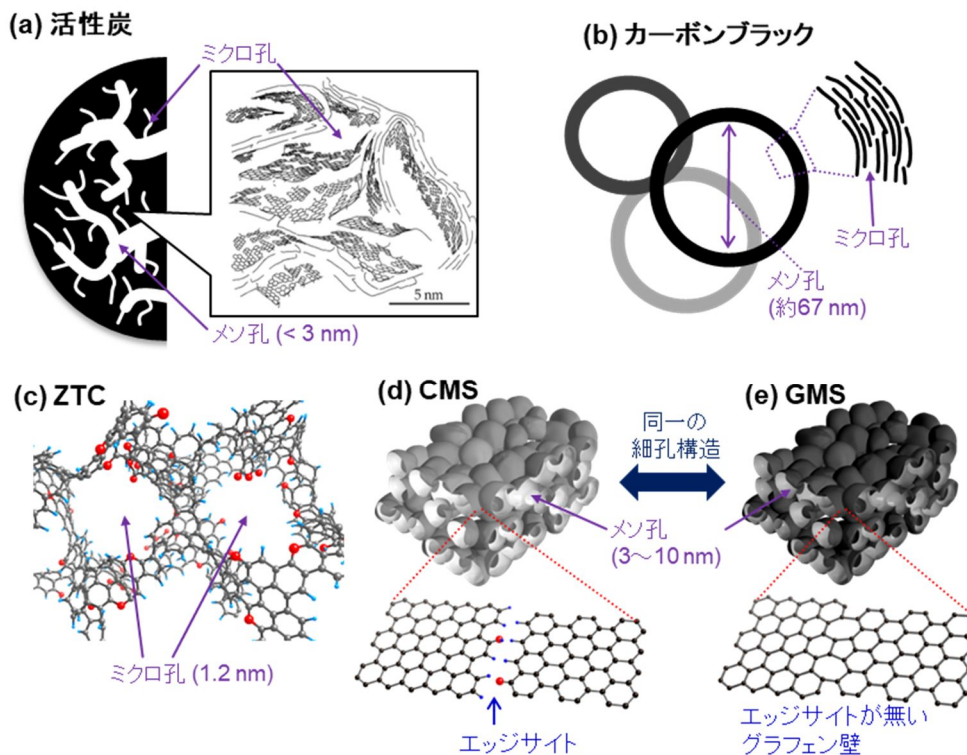 (a) 活性炭
ミクロ孔
5 nm
メソ孔 (< 3 nm)
(b) カーボンブラック
ミクロ孔
メソ孔
(約67 nm)
(c) ZTC
ミクロ孔 (1.2 nm)
(d) CMS
同一の
細孔構造
(e) GMS
メソ孔
(3～10 nm)
エッジサイト
エッジサイトが無い
グラフェン壁